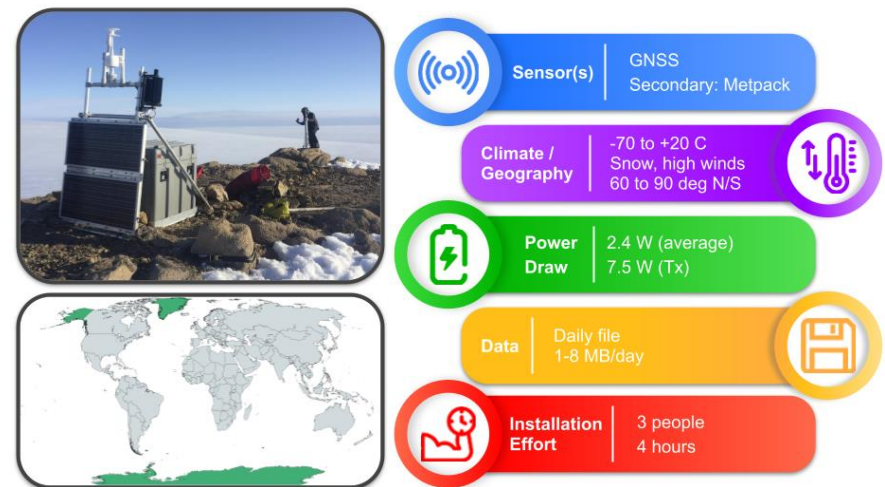 Sensor(s)
GNSS
Secondary: Metpack
Climate /
Geography
-70 to +20 C
Snow, high winds
60 to 90 deg N/S
Power
Draw
2.4 W (average)
7.5 W (Tx)
Data
Daily file
1-8 MB/day
Installation
Effort
3 people
4 hours